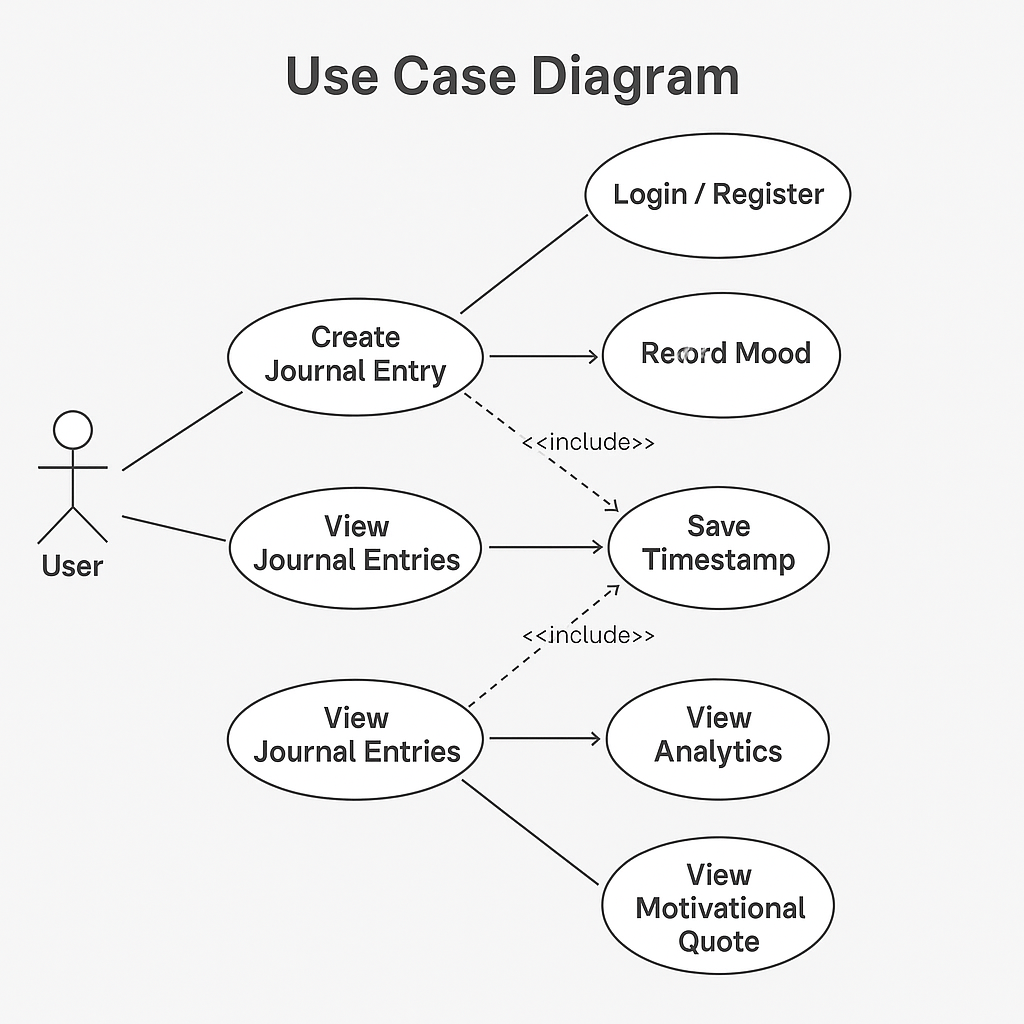 Use Case Diagram
Login / Register
Create
Journal Entry
Record Mood
<<include>>
User
View
Journal Entries
Save
Timestamp
<<include>>
View
Journal Entries
View
Analytics
View
Motivational
Quote